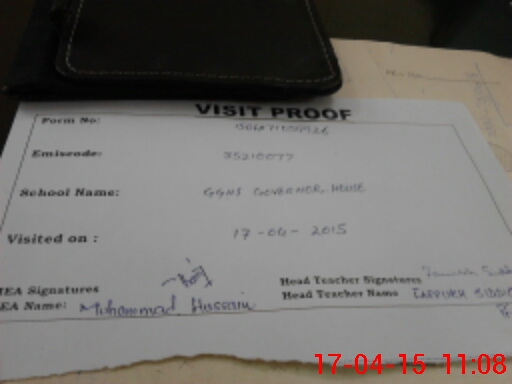 VISIT PROOF
Form No:
Emiscode: 35210077
School Name: GGHS GOVERNOR HOUSE
Visited on : 17-04-2015
MEA Signatures Head Teacher Signatures
MEA Name: Muhammad Hussain Head Teacher Name
17-04-15 11:08